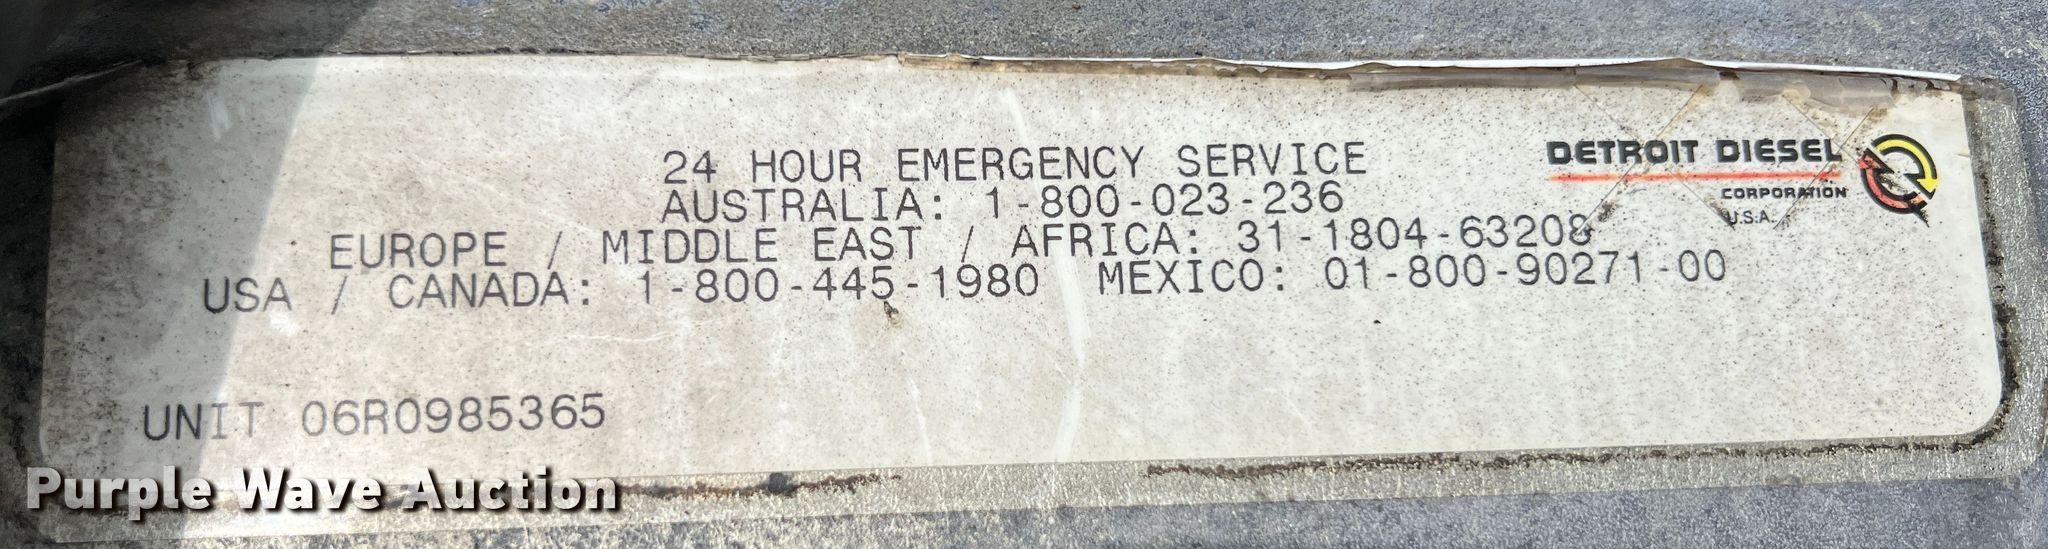 24 HOUR EMERGENCY SERVICE
AUSTRALIA: 1-800-023-236
EUROPE / MIDDLE EAST / AFRICA: 31-1804-63208
USA / CANADA: 1-800-445-1980 MEXICO: 01-800-90271-00
DETROIT DIESEL
CORPORATION
U.S.A.
UNIT 06R0985365
Purple Wave Auction